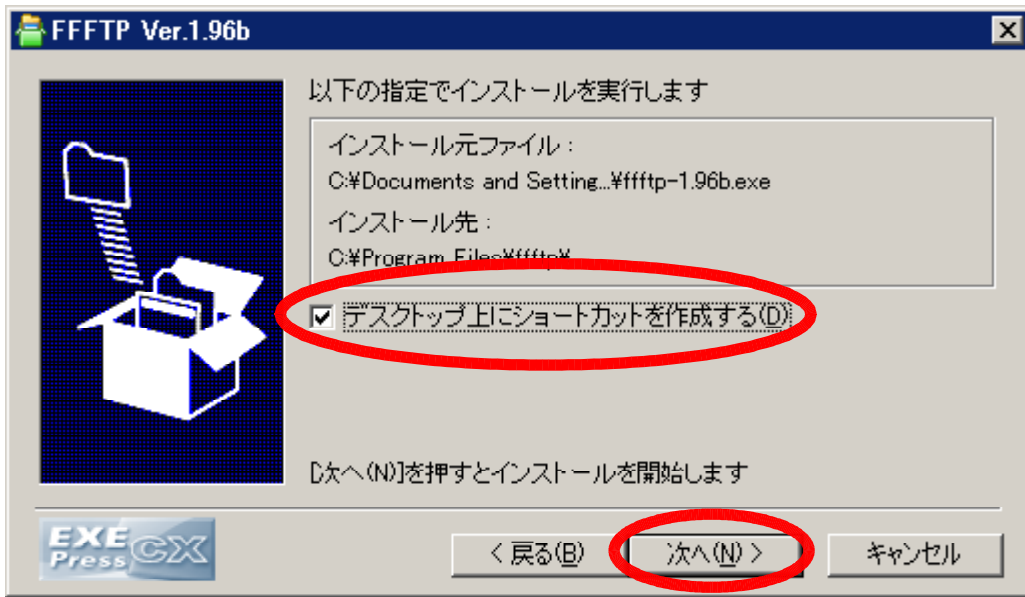 FFFTP Ver.1.96b
以下の指定でインストールを実行します
インストール元ファイル：
C:¥Documents and Setting...¥ffftp-1.96b.exe
インストール先：
C:¥Program Files¥ffftp¥
デスクトップ上にショートカットを作成する(D)
[次へ(N)]を押すとインストールを開始します
EXE
Press CX
< 戻る(B) 次へ(N) > キャンセル